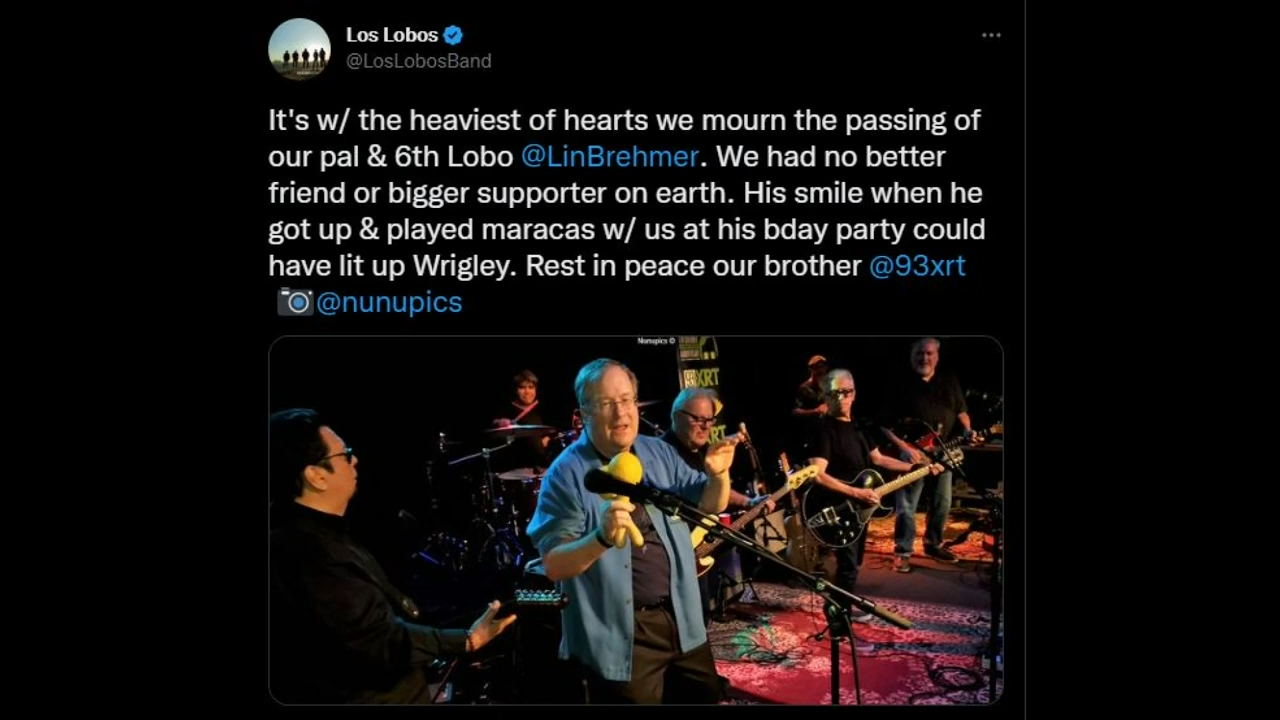 Los Lobos
@LosLobosBand
It's w/ the heaviest of hearts we mourn the passing of
our pal & 6th Lobo @LinBrehmer. We had no better
friend or bigger supporter on earth. His smile when he
got up & played maracas w/ us at his bday party could
have lit up Wrigley. Rest in peace our brother @93xrt
📷@nunupics
Nunupics ©
XRT
RT